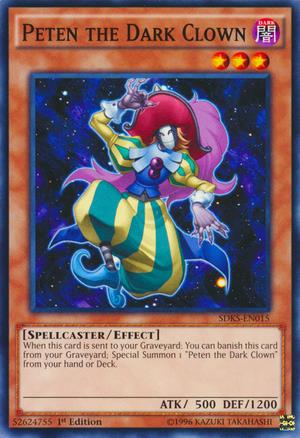 PETEN THE DARK CLOWN
DARK
闇
SDKS-EN015
[SPELLCASTER/EFFECT]
When this card is sent to your Graveyard: You can banish this
card from your Graveyard; Special Summon 1 "Peten the Dark Clown"
from your hand or Deck.
ATK/ 500 DEF/1200
52624755 1st Edition ©1996 KAZUKI TAKAHASHI